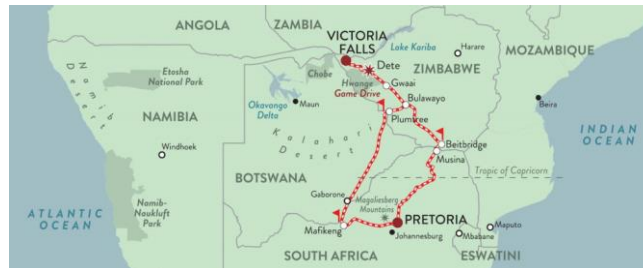 ANGOLA
ZAMBIA
VICTORIA
FALLS
Lake Kariba
Harare
MOZAMBIQUE
Namib
Desert
Etosha
National Park
Chobe
Dete
Hwange
Game Drive
Gwaai
ZIMBABWE
Okavango
Delta
Maun
Bulawayo
Plumtree
Beira
NAMIBIA
Kalahari
Desert
Beitbridge
Musina
INDIAN
OCEAN
Windhoek
BOTSWANA
Tropic of Capricorn
Gaborone
Magaliesberg
Mountains
Namib-
Naukluft
Park
ATLANTIC
OCEAN
Mafikeng
PRETORIA
Johannesburg
Maputo
Mbabane
SOUTH AFRICA
ESWATINI